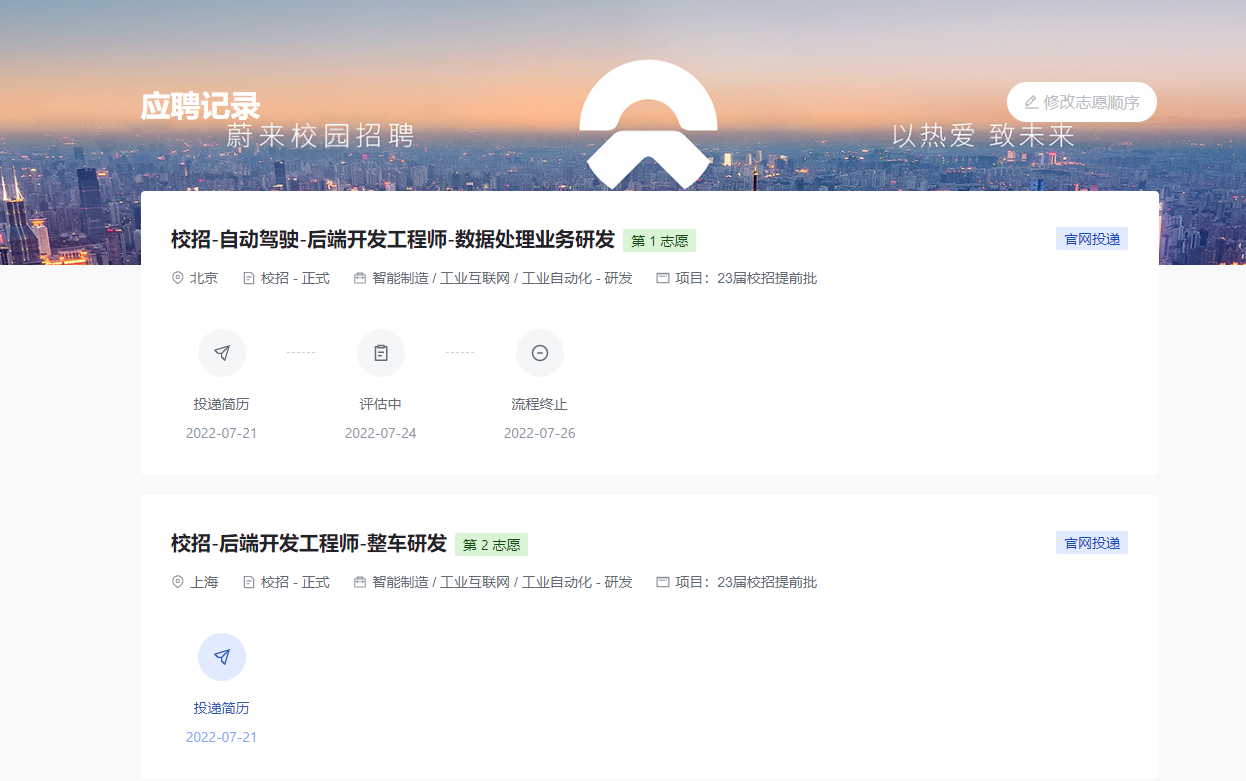 应聘记录
修改志愿顺序
蔚来校园招聘
以热爱 致未来
校招-自动驾驶-后端开发工程师-数据处理业务研发 第 1 志愿 官网投递
北京 校招 - 正式 智能制造 / 工业互联网 / 工业自动化 - 研发 项目：23届校招提前批
投递简历 评估中 流程终止
2022-07-21 2022-07-24 2022-07-26
校招-后端开发工程师-整车研发 第 2 志愿 官网投递
上海 校招 - 正式 智能制造 / 工业互联网 / 工业自动化 - 研发 项目：23届校招提前批
投递简历
2022-07-21